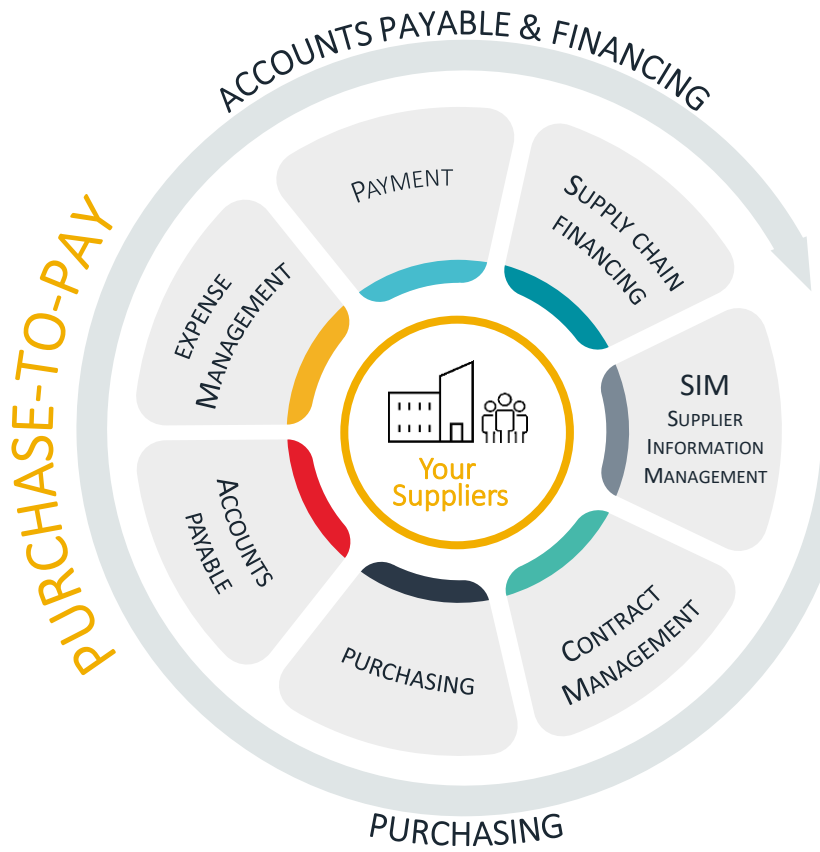 ACCOUNTS PAYABLE & FINANCING
PURCHASE-TO-PAY
PAYMENT
SUPPLY CHAIN
FINANCING
SIM
SUPPLIER
INFORMATION
MANAGEMENT
CONTRACT
MANAGEMENT
PURCHASING
ACCOUNTS
PAYABLE
EXPENSE
MANAGEMENT
Your
Suppliers
PURCHASING